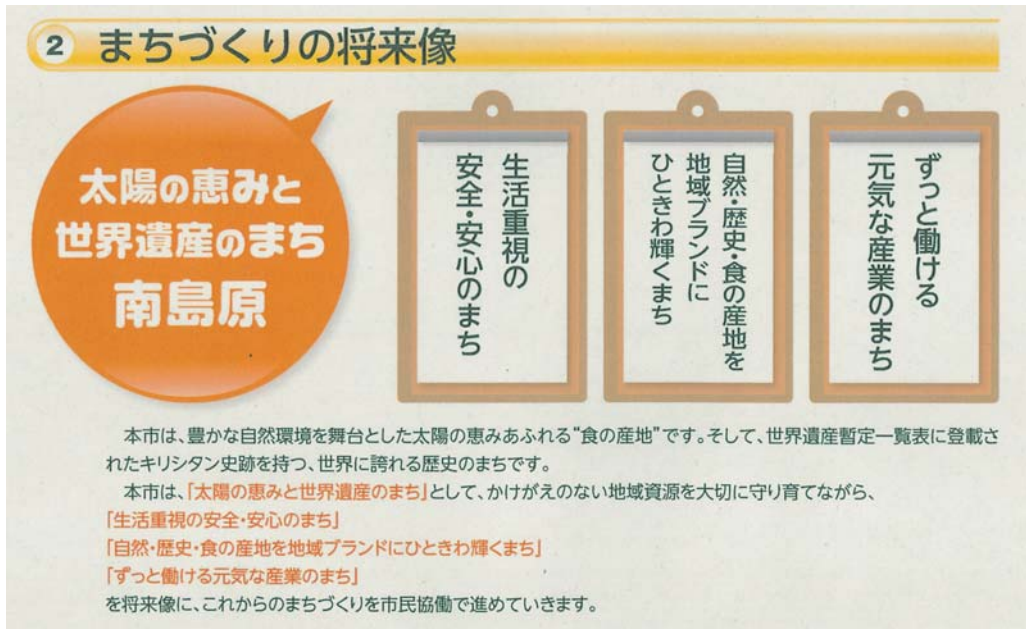 2 まちづくりの将来像
太陽の恵みと
世界遺産のまち
南島原
ずっと働ける
元気な産業のまち
自然・歴史・食の産地を
地域ブランドに
ひときわ輝くまち
生活重視の
安全・安心のまち
本市は、豊かな自然環境を舞台とした太陽の恵みあふれる“食の産地”です。そして、世界遺産暫定一覧表に登載さ
れたキリシタン史跡を持つ、世界に誇れる歴史のまちです。
本市は、「太陽の恵みと世界遺産のまち」として、かけがえのない地域資源を大切に守り育てながら、
「生活重視の安全・安心のまち」
「自然・歴史・食の産地を地域ブランドにひときわ輝くまち」
「ずっと働ける元気な産業のまち」
を将来像に、これからのまちづくりを市民協働で進めていきます。